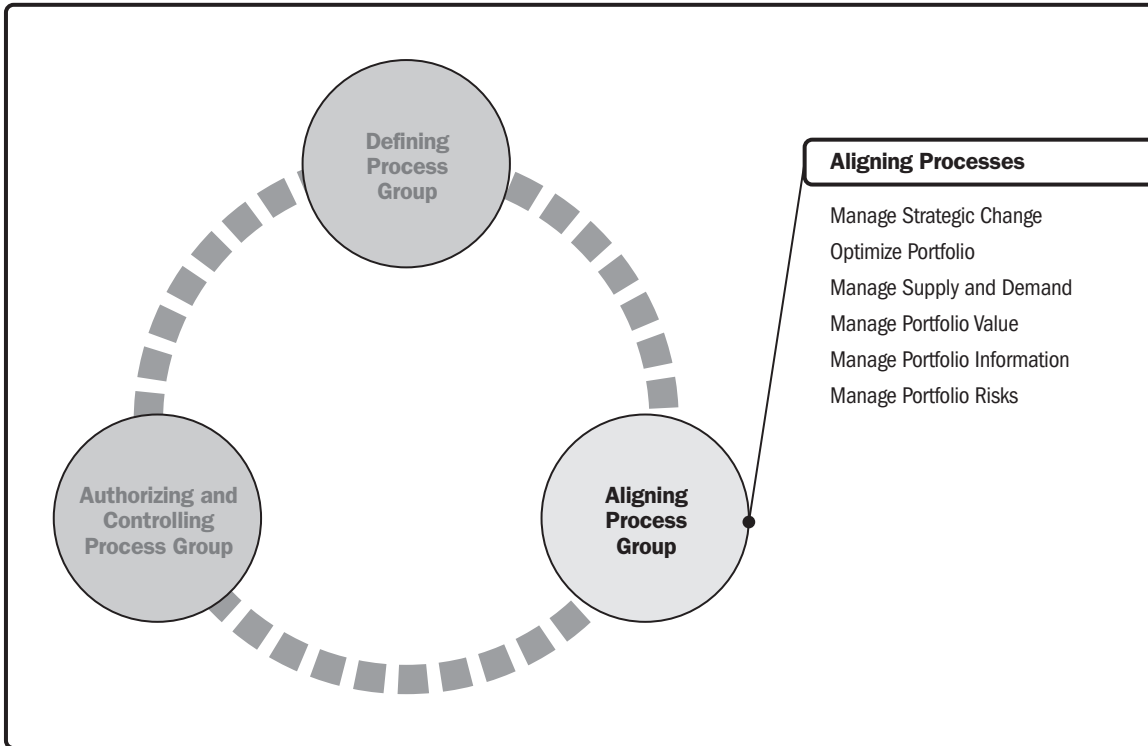 Defining
Process
Group
Aligning Processes
Manage Strategic Change
Optimize Portfolio
Manage Supply and Demand
Manage Portfolio Value
Manage Portfolio Information
Manage Portfolio Risks
Authorizing and
Controlling
Process Group
Aligning
Process
Group